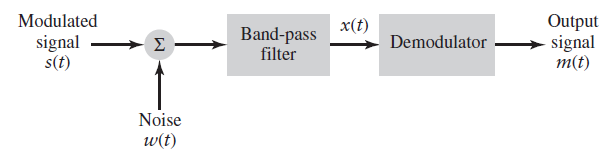 Modulated
signal
s(t)
Σ
Noise
w(t)
Band-pass
filter
x(t)
Demodulator
Output
signal
m(t)